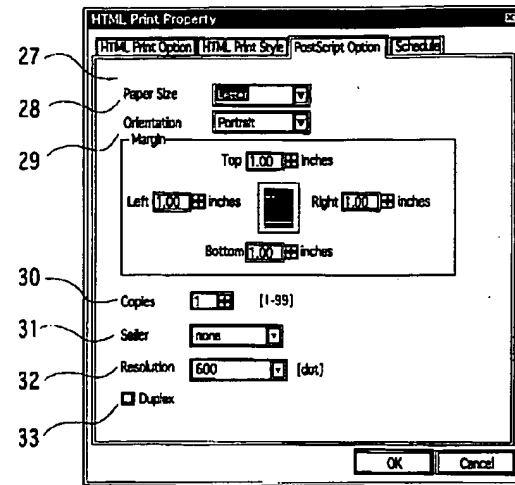 HTML Print Property
HTML Print Option HTML Print Style PostScript Option Schedule
27
28 Paper Size Letter
29 Orientation Portrait
Margin
Top 1.00 inches
Left 1.00 inches Right 1.00 inches
Bottom 1.00 inches
30 Copies 1 [1-99]
31 none
32 Resolution 600 [dot]
33 Duplex
OK Cancel